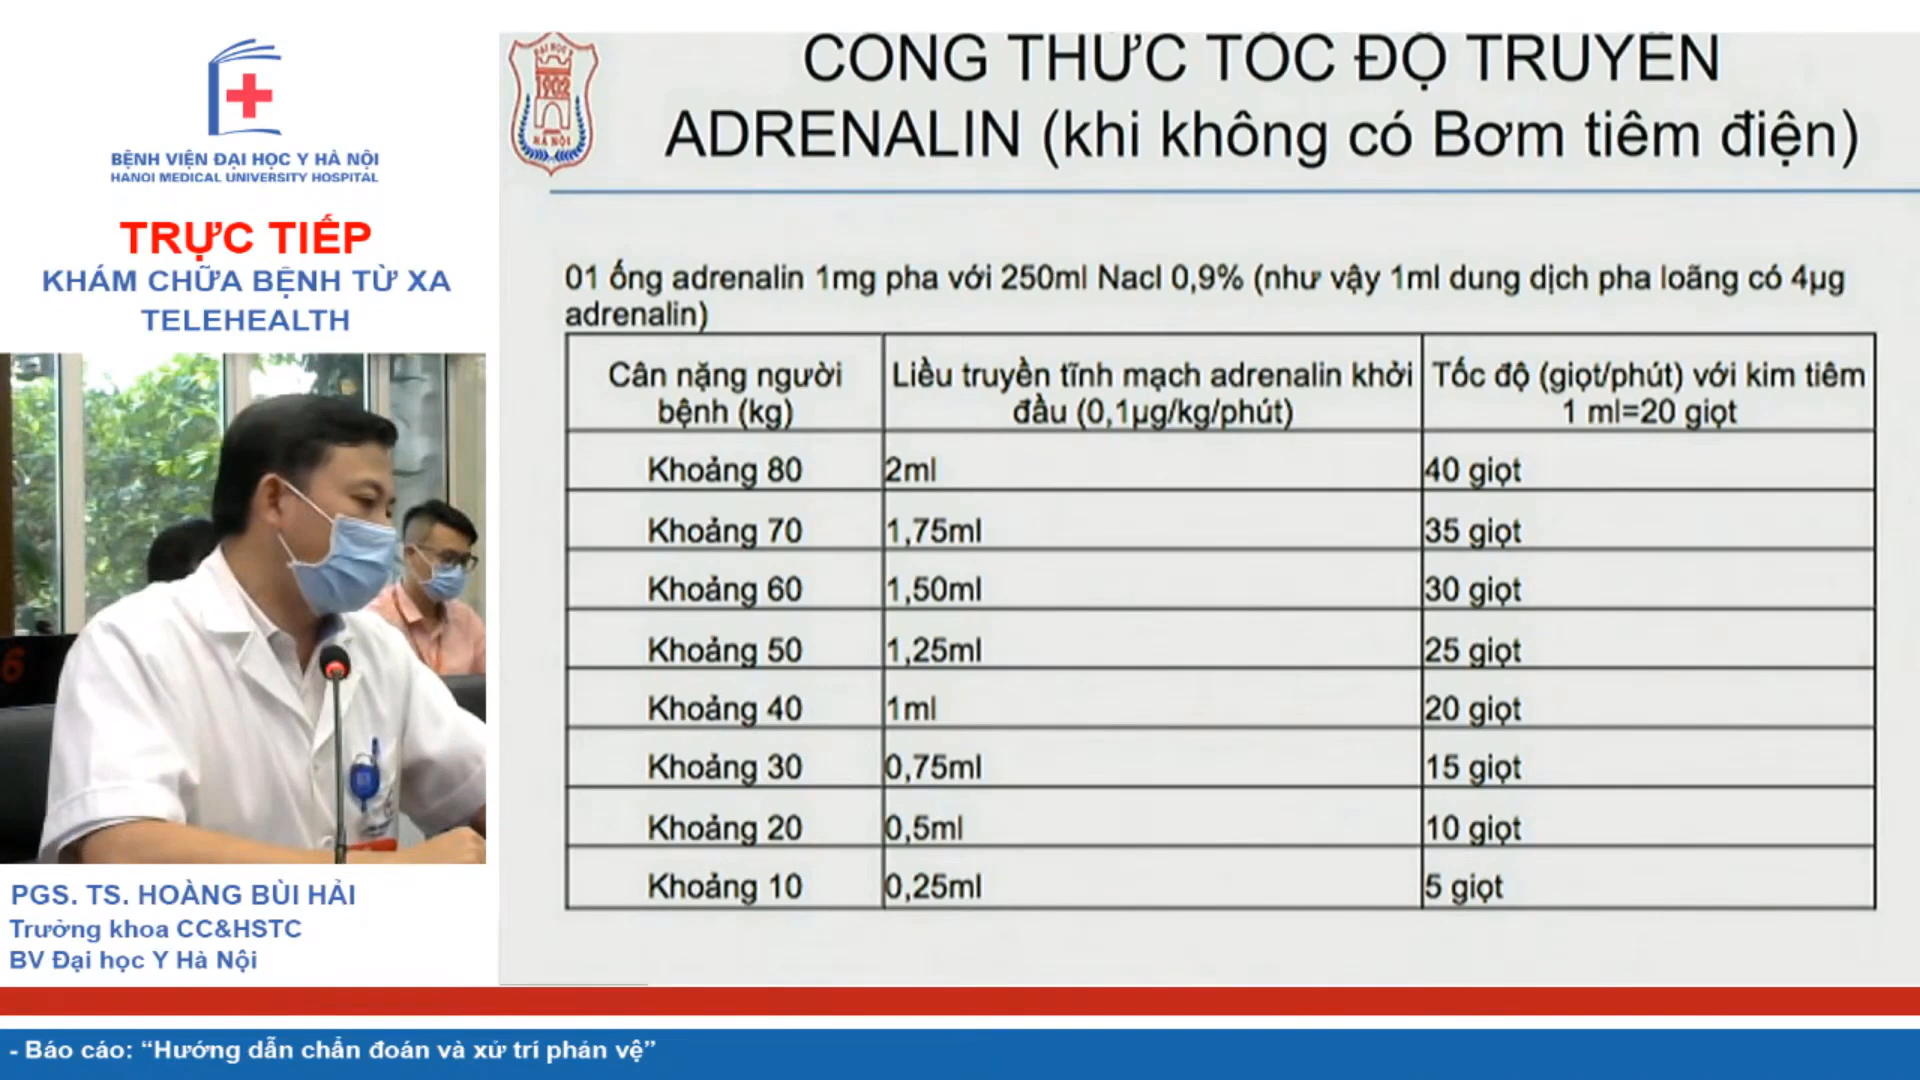 BỆNH VIỆN ĐẠI HỌC Y HÀ NỘI
HANOI MEDICAL UNIVERSITY HOSPITAL
TRỰC TIẾP
KHÁM CHỮA BỆNH TỪ XA
TELEHEALTH
PGS. TS. HOÀNG BÙI HẢI
Trưởng khoa CC&HSTC
BV Đại học Y Hà Nội
ĐẠI HỌC Y
1902
HÀ NỘI
CÔNG THỨC TỐC ĐỘ TRUYỀN
ADRENALIN (khi không có Bơm tiêm điện)
01 ống adrenalin 1mg pha với 250ml Nacl 0,9% (như vậy 1ml dung dịch pha loãng có 4µg
adrenalin)
Cân nặng người
bệnh (kg)
Liều truyền tĩnh mạch adrenalin khởi
đầu (0,1µg/kg/phút)
Tốc độ (giọt/phút) với kim tiêm
1 ml=20 giọt
Khoảng 80 2ml 40 giọt
Khoảng 70 1,75ml 35 giọt
Khoảng 60 1,50ml 30 giọt
Khoảng 50 1,25ml 25 giọt
Khoảng 40 1ml 20 giọt
Khoảng 30 0,75ml 15 giọt
Khoảng 20 0,5ml 10 giọt
Khoảng 10 0,25ml 5 giọt
- Báo cáo: “Hướng dẫn chẩn đoán và xử trí phản vệ”